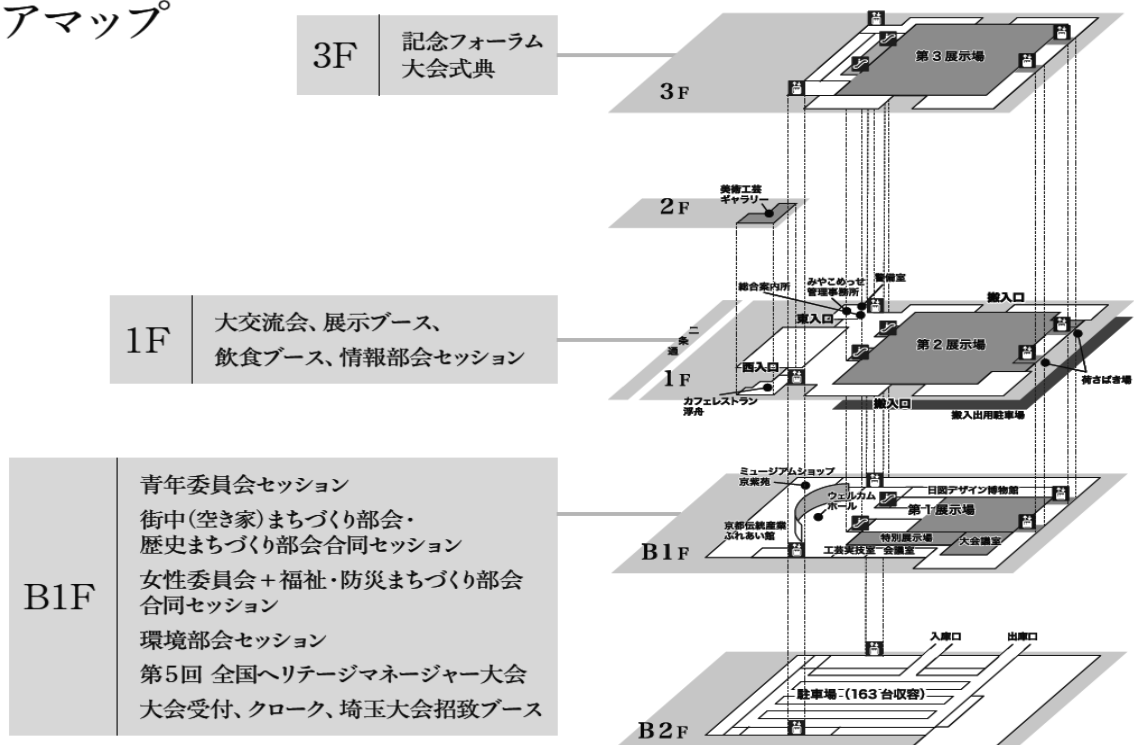 アマップ
3F
記念フォーラム
大会式典
第3展示場
3F
美術工芸
ギャラリー
2F
総合案内所
みやこめっせ
管理事務所
警備室
搬入口
東入口
二条通
第2展示場
1F
大交流会、展示ブース、
飲食ブース、情報部会セッション
西入口
1F
カフェレストラン
浮舟
搬入口
荷さばき場
搬入出用駐車場
B1F
青年委員会セッション
街中（空き家）まちづくり部会・
歴史まちづくり部会合同セッション
女性委員会＋福祉・防災まちづくり部会
合同セッション
環境部会セッション
第5回 全国ヘリテージマネージャー大会
大会受付、クローク、埼玉大会招致ブース
ミュージアムショップ
京紫苑
ウェルカム
ホール
日図デザイン博物館
第1展示場
京都伝統産業
ふれあい館
特別展示場
大会議室
工芸実技室
会議室
B1F
入庫口
出庫口
駐車場（163台収容）
B2F